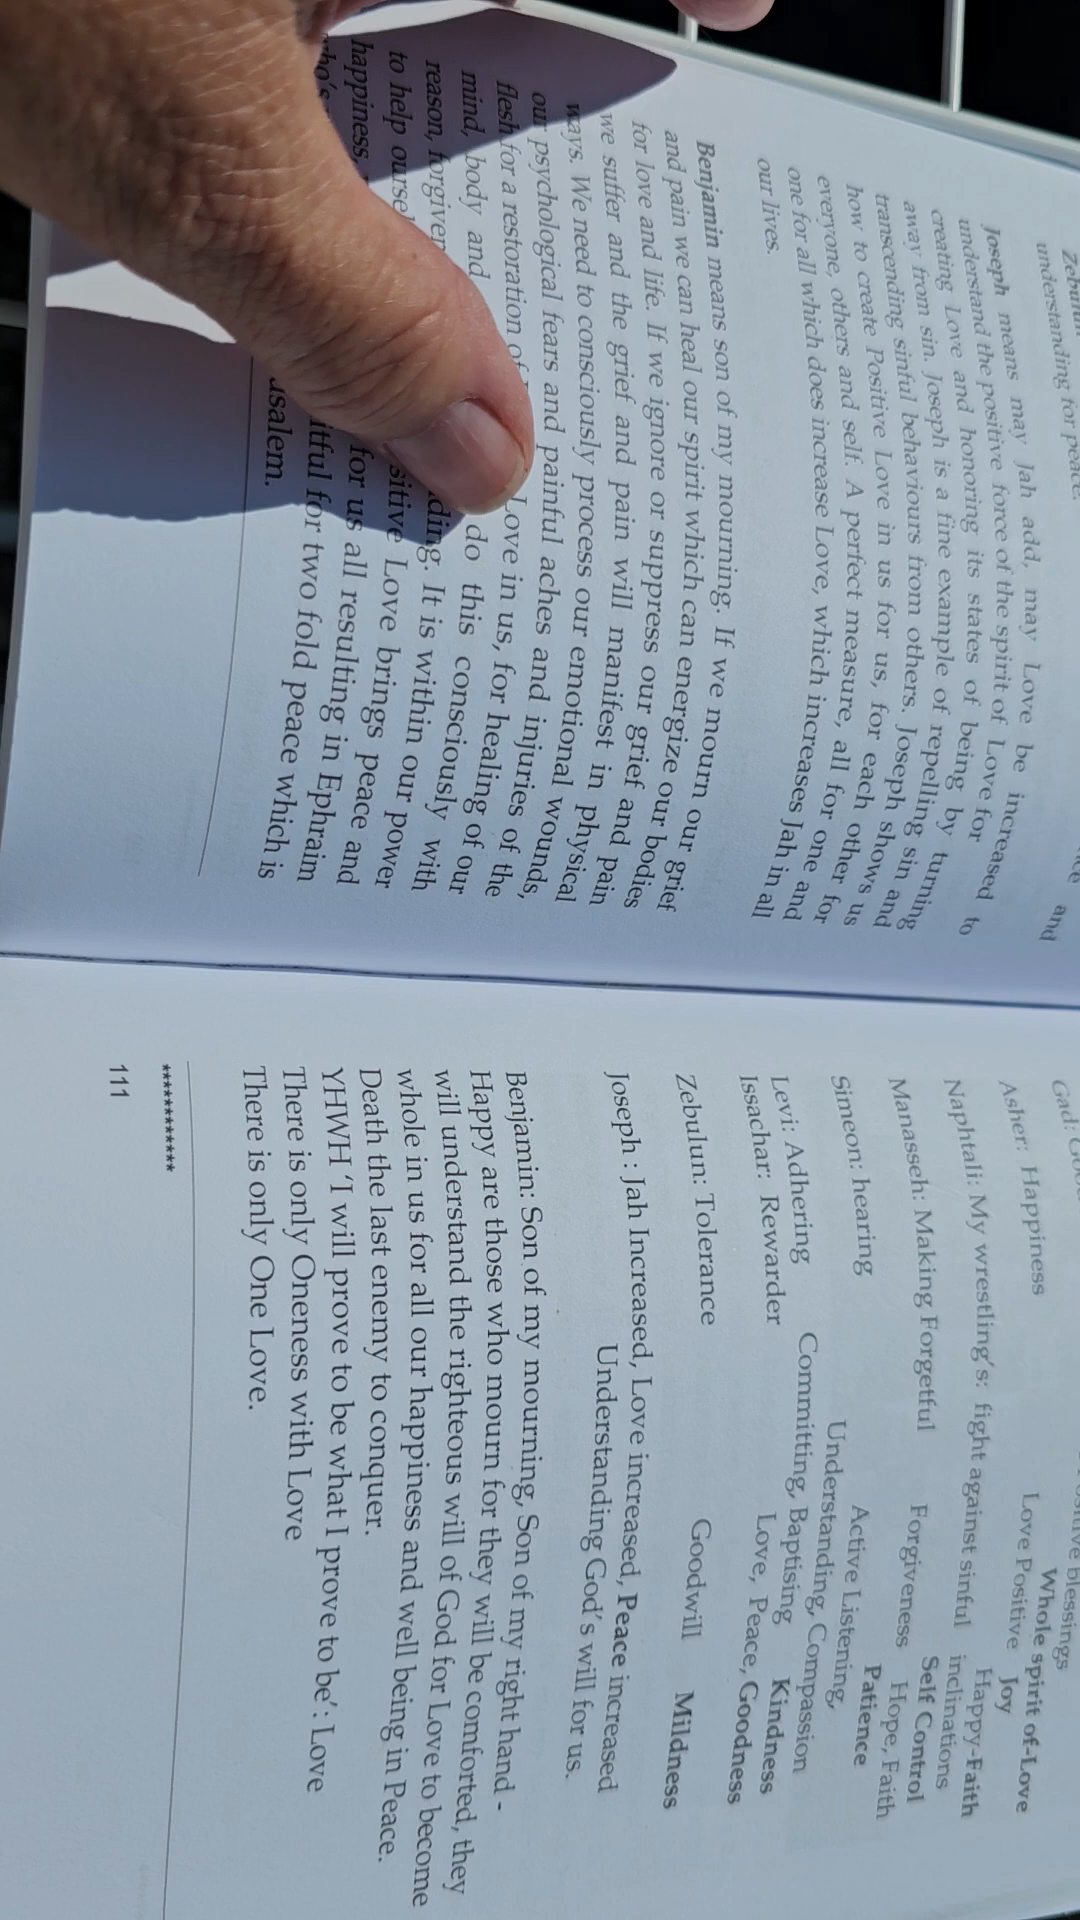 understanding for peace.
and
Joseph means may Jah add, may Love be increased to
understand the positive force of the spirit of Love for
creating Love and honoring its states of being by turning
away from sin. Joseph is a fine example of repelling sin and
transcending sinful behaviours from others. Joseph shows us
how to create Positive Love in us for us, for each other for
everyone, others and self. A perfect measure, all for one and
one for all which does increase Love, which increases Jah in all
our lives.
Benjamin means son of my mourning. If we mourn our grief
and pain we can heal our spirit which can energize our bodies
for love and life. If we ignore or suppress our grief and pain
we suffer and the grief and pain will manifest in physical
ways. We need to consciously process our emotional wounds,
our psychological fears and painful aches and injuries of the
flesh for a restoration of Love in us, for healing of our
mind, body and do this consciously with
reason, It is within our power
to help Love brings peace and
happiness, for us all resulting in Ephraim
for two fold peace which is
Gad:
blessings
Whole spirit of-Love
Asher: Happiness Love Positive Joy
Happy-Faith
Naphtali: My wrestling's: fight against sinful inclinations
Self Control
Manasseh: Making Forgetful Forgiveness Hope, Faith
Patience
Simeon: hearing Active Listening,
Understanding, Compassion
Levi: Adhering Committing, Baptising Kindness
Issachar: Rewarder Love, Peace, Goodness
Zebulun: Tolerance Goodwill Mildness
Joseph : Jah Increased, Love increased, Peace increased
Understanding God's will for us.
Benjamin: Son of my mourning, Son of my right hand -
Happy are those who mourn for they will be comforted, they
will understand the righteous will of God for Love to become
whole in us for all our happiness and well being in Peace.
Death the last enemy to conquer.
YHWH 'I will prove to be what I prove to be': Love
There is only Oneness with Love
There is only One Love.
***********
111